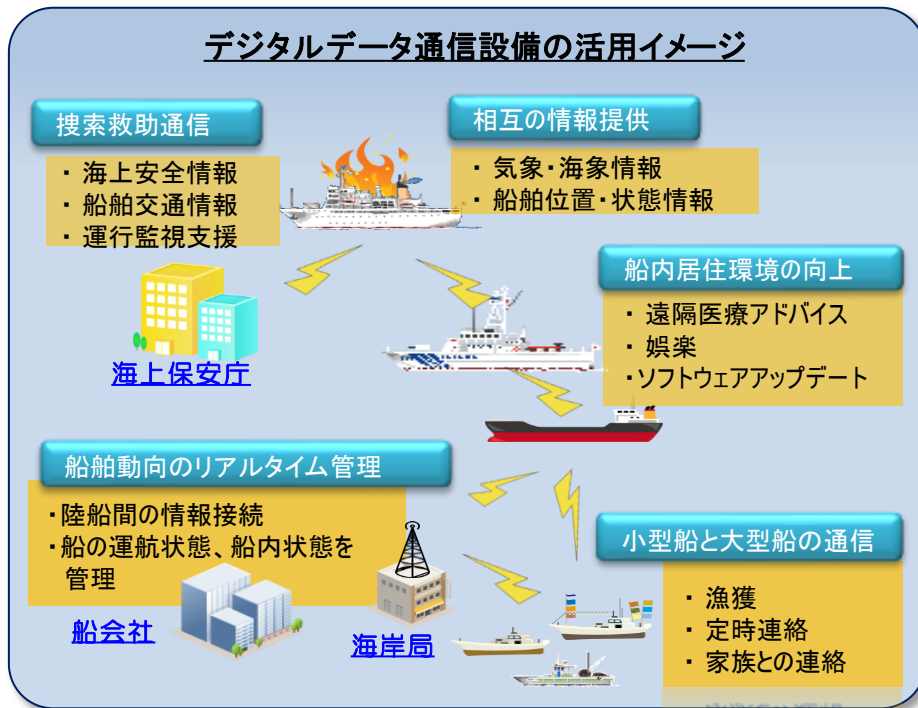 デジタルデータ通信設備の活用イメージ
捜索救助通信
・ 海上安全情報
・ 船舶交通情報
・ 運行監視支援
海上保安庁
相互の情報提供
・ 気象・海象情報
・ 船舶位置・状態情報
船内居住環境の向上
・ 遠隔医療アドバイス
・ 娯楽
・ソフトウェアアップデート
船舶動向のリアルタイム管理
・陸船間の情報接続
・船の運航状態、船内状態を
管理
船会社
海岸局
小型船と大型船の通信
・ 漁獲
・ 定時連絡
・ 家族との連絡